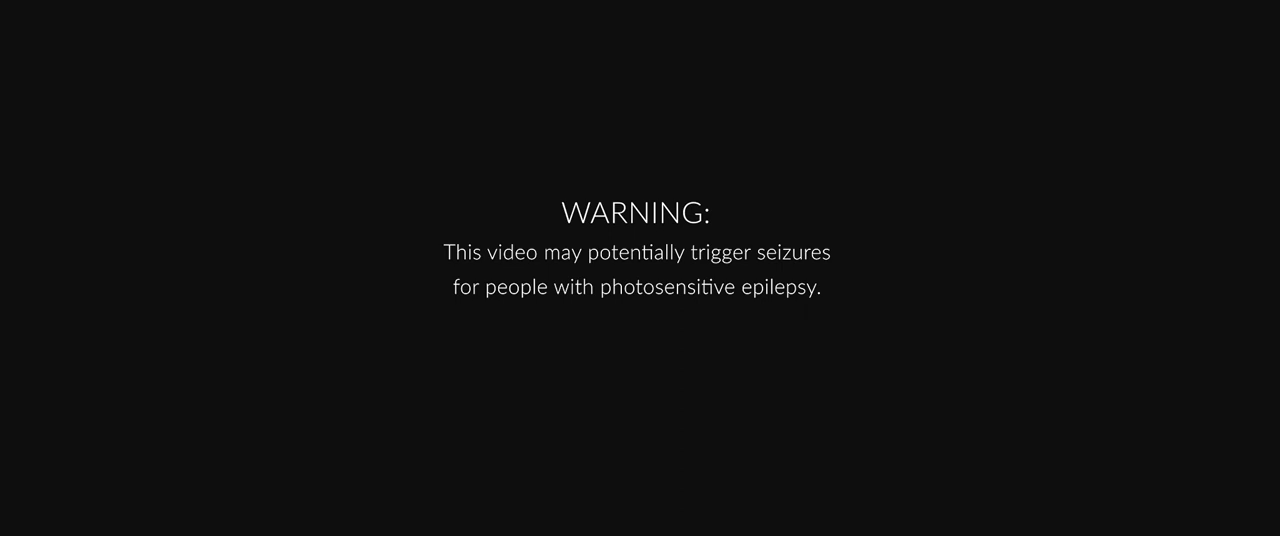 WARNING:
This video may potentially trigger seizures
for people with photosensitive epilepsy.